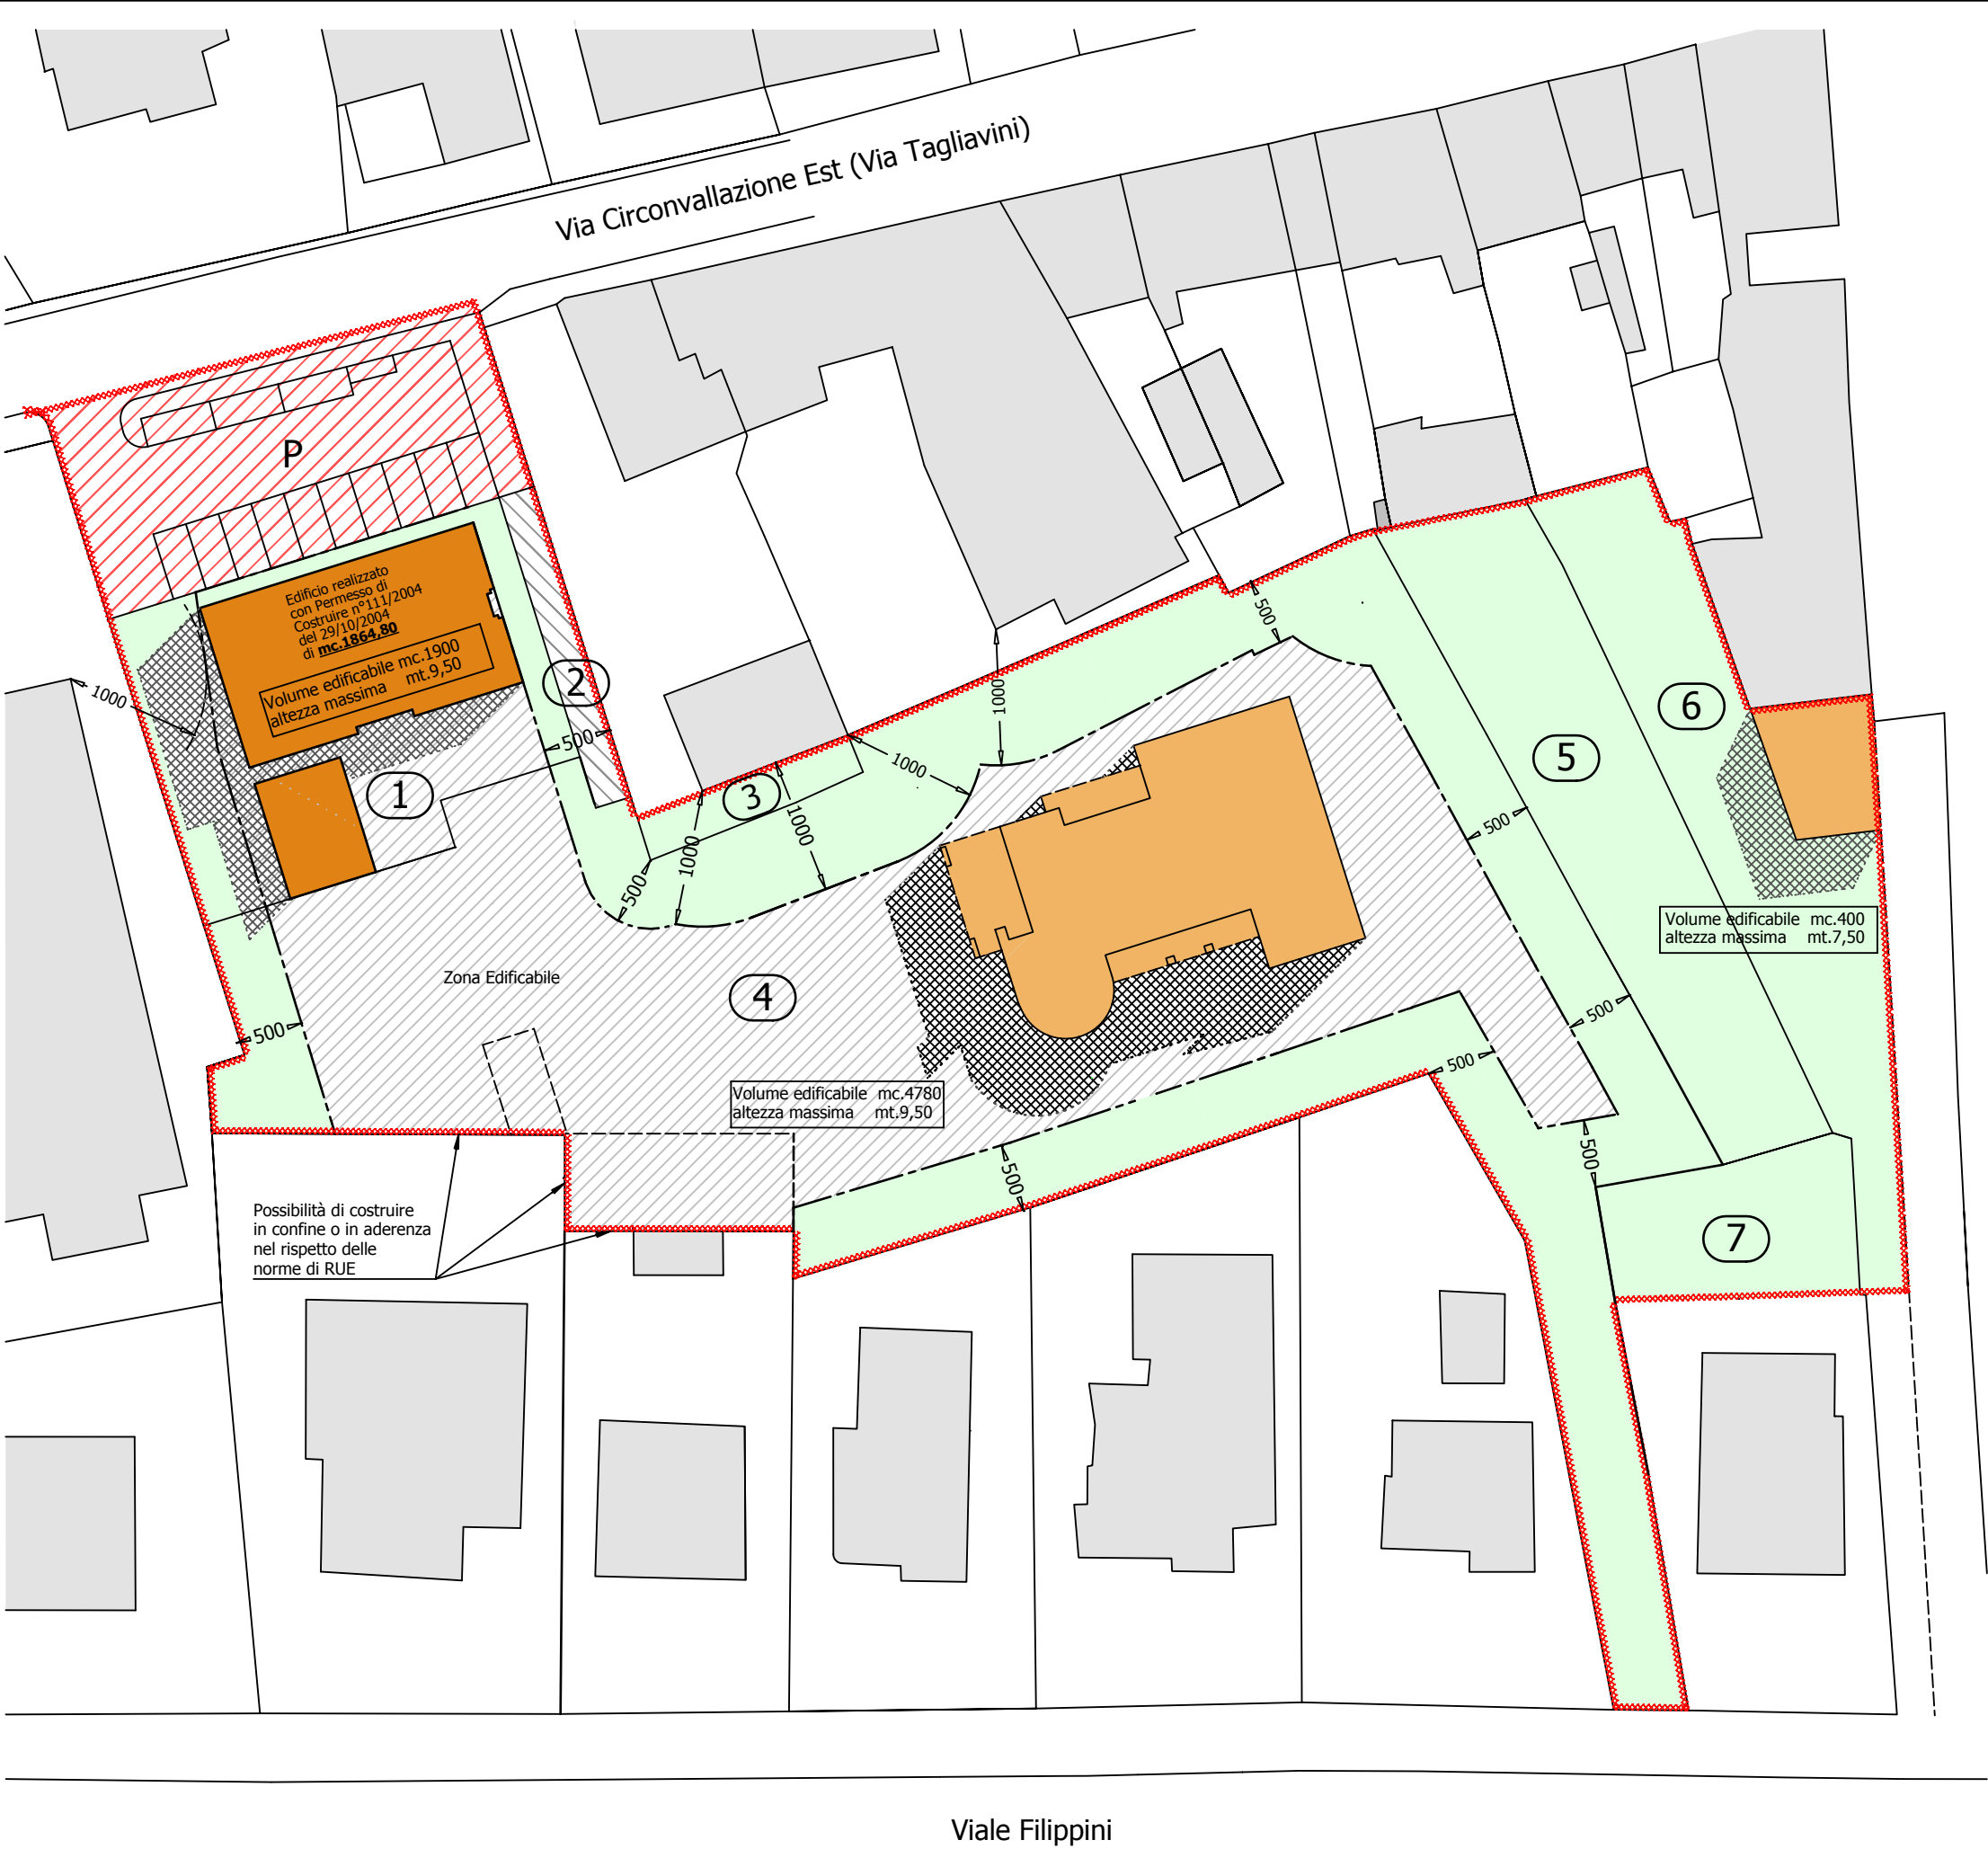 Via Circonvallazione Est (Via Tagliavini)
P
Edificio realizzato
con Permesso di
Costruire n°111/2004
del 29/10/2004
di mc.1864,80
Volume edificabile mc.1900
altezza massima mt.9,50
1000
1
2
500
3
1000
1000
1000
1000
500
500
4
Zona Edificabile
500
5
6
500
500
500
500
500
7
Volume edificabile mc.400
altezza massima mt.7,50
Volume edificabile mc.4780
altezza massima mt.9,50
500
Possibilità di costruire
in confine o in aderenza
nel rispetto delle
norme di RUE
Viale Filippini